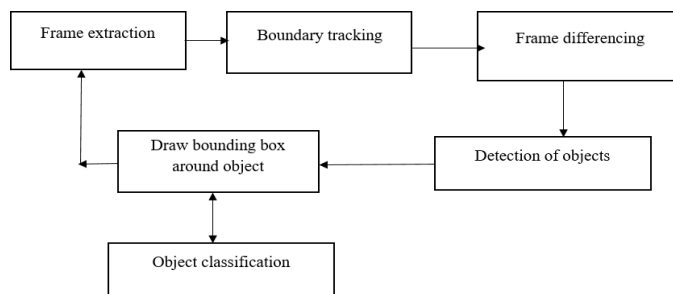 Frame extraction
Boundary tracking
Frame differencing
Draw bounding box
around object
Detection of objects
Object classification